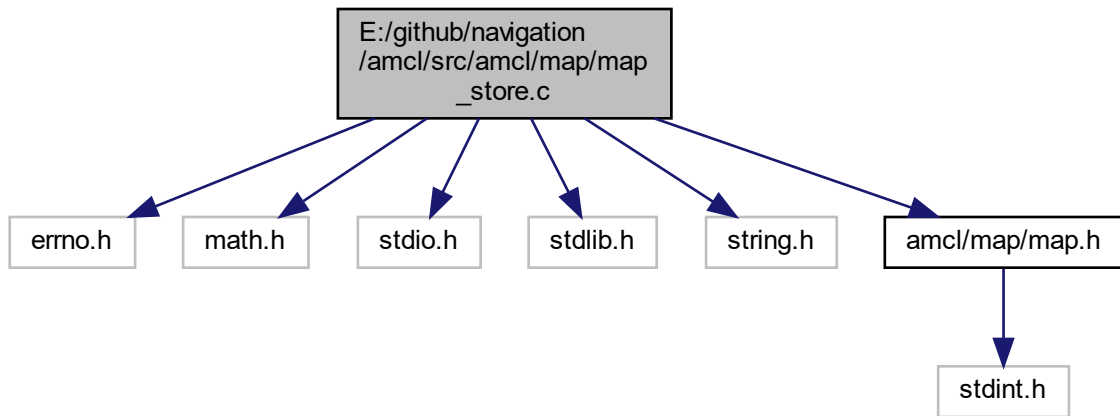 E:/github/navigation
/amcl/src/amcl/map/map
_store.c
errno.h
math.h
stdio.h
stdlib.h
string.h
amcl/map/map.h
stdint.h